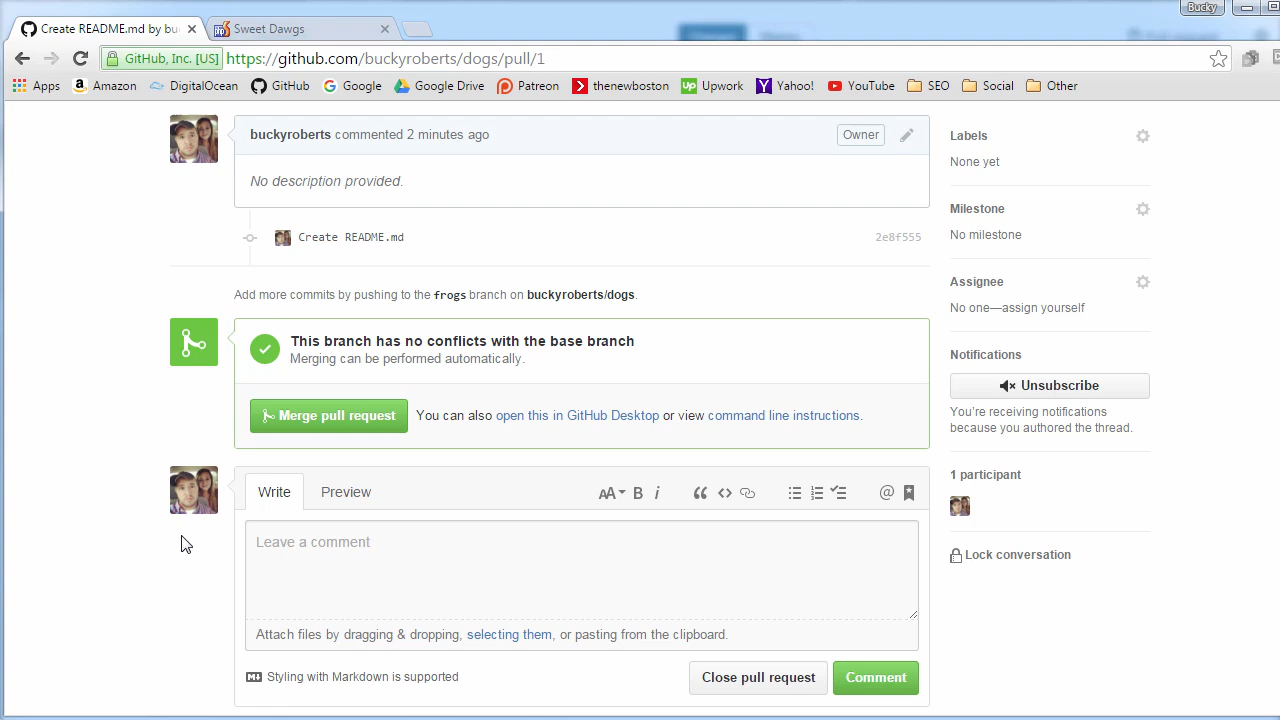 Bucky
Create README.md by bu
Sweet Dawgs
GitHub, Inc. [US] https://github.com/buckyroberts/dogs/pull/1
Apps Amazon DigitalOcean GitHub Google Google Drive Patreon thenewboston Upwork Yahoo! YouTube SEO Social Other
buckyroberts commented 2 minutes ago
Owner
No description provided.
Create README.md
2e8f555
Add more commits by pushing to the frogs branch on buckyroberts/dogs.
This branch has no conflicts with the base branch
Merging can be performed automatically.
Merge pull request
You can also open this in GitHub Desktop or view command line instructions.
Write
Preview
AA B i
Leave a comment
Attach files by dragging & dropping, selecting them, or pasting from the clipboard.
Styling with Markdown is supported
Close pull request
Comment
Labels
None yet
Milestone
No milestone
Assignee
No one—assign yourself
Notifications
Unsubscribe
You’re receiving notifications
because you authored the thread.
1 participant
Lock conversation